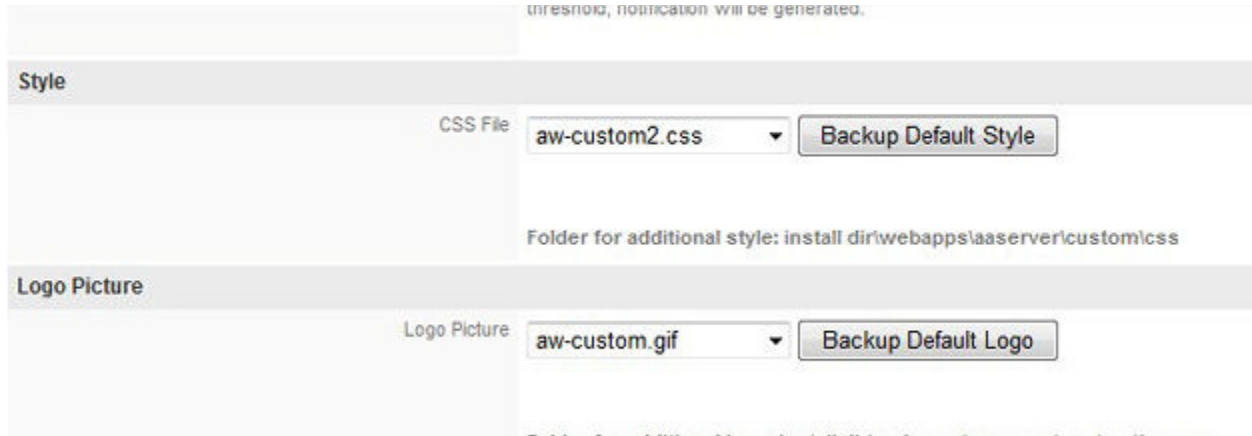 threshold, notification will be generated.
Style
CSS File
aw-custom2.css
Backup Default Style
Folder for additional style: install dir\webapps\aaserver\custom\css
Logo Picture
Logo Picture
aw-custom.gif
Backup Default Logo